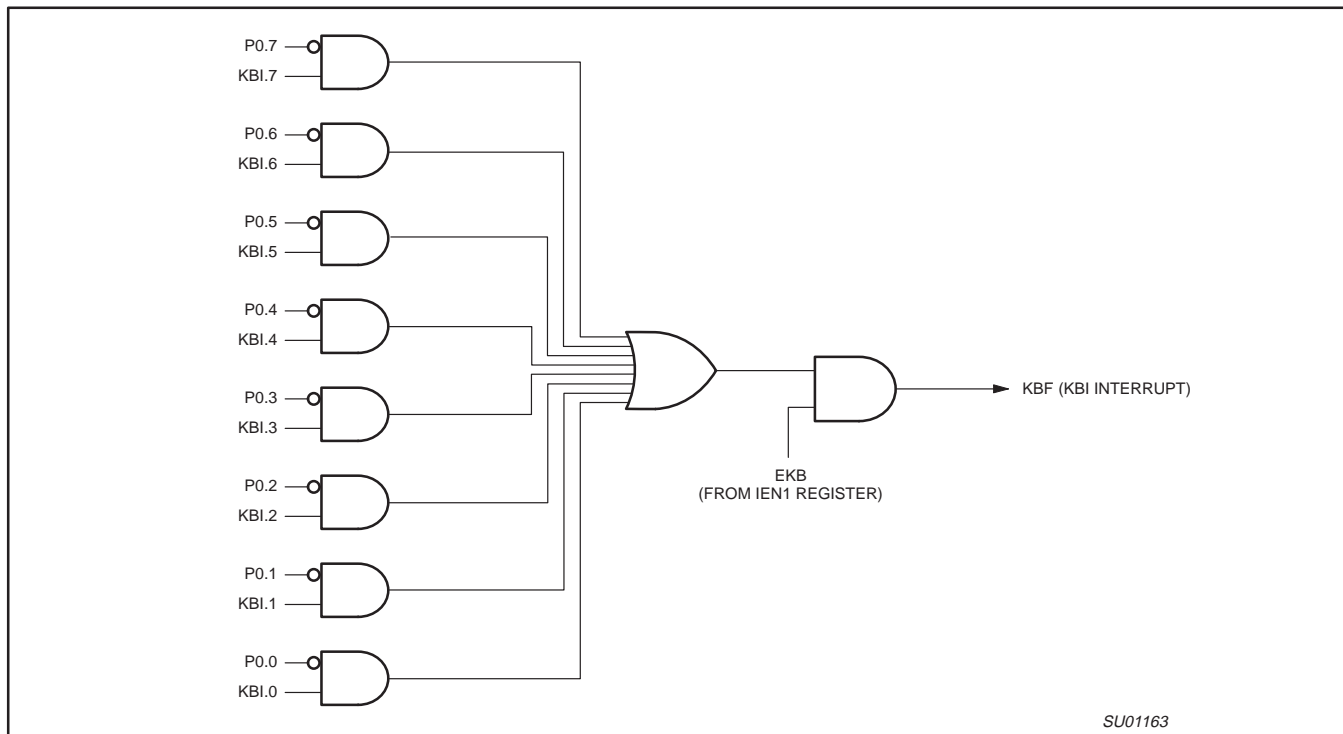 P0.7
KBI.7
P0.6
KBI.6
P0.5
KBI.5
P0.4
KBI.4
P0.3
KBI.3
P0.2
KBI.2
P0.1
KBI.1
P0.0
KBI.0
EKB
(FROM IEN1 REGISTER)
KBF (KBI INTERRUPT)
SU01163